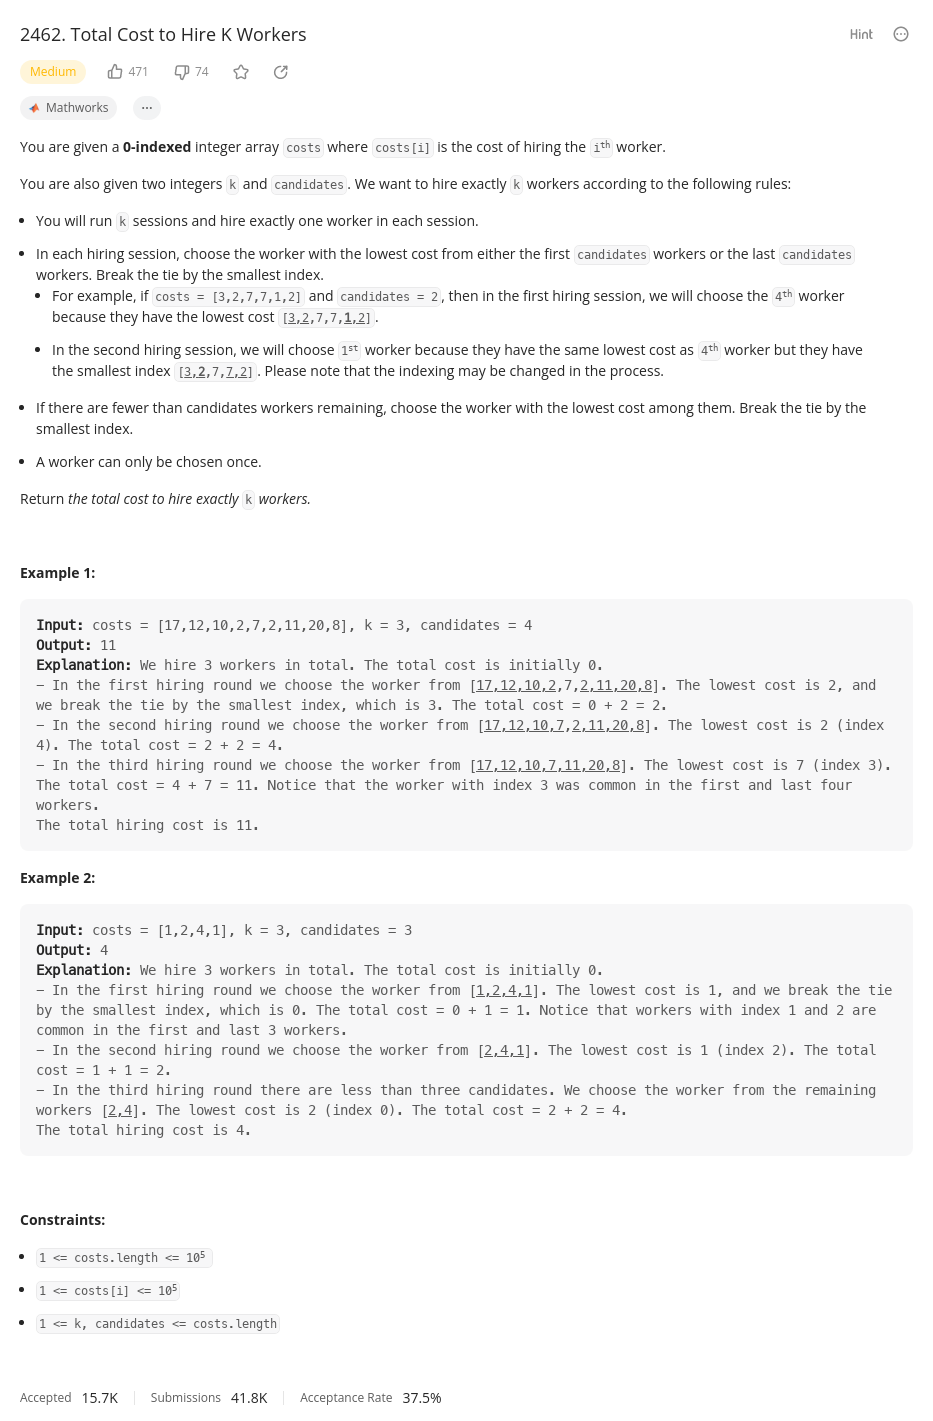 2462. Total Cost to Hire K Workers
Hint
Medium
471
74
Mathworks
You are given a 0-indexed integer array costs where costs[i] is the cost of hiring the ith worker.
You are also given two integers k and candidates. We want to hire exactly k workers according to the following rules:
You will run k sessions and hire exactly one worker in each session.
In each hiring session, choose the worker with the lowest cost from either the first candidates workers or the last candidates
workers. Break the tie by the smallest index.
For example, if costs = [3,2,7,7,1,2] and candidates = 2, then in the first hiring session, we will choose the 4th worker
because they have the lowest cost [3,2,7,7,1,2].
In the second hiring session, we will choose 1st worker because they have the same lowest cost as 4th worker but they have
the smallest index [3,2,7,7,2]. Please note that the indexing may be changed in the process.
If there are fewer than candidates workers remaining, choose the worker with the lowest cost among them. Break the tie by the
smallest index.
A worker can only be chosen once.
Return the total cost to hire exactly k workers.
Example 1:
Input: costs = [17,12,10,2,7,2,11,20,8], k = 3, candidates = 4
Output: 11
Explanation: We hire 3 workers in total. The total cost is initially 0.
– In the first hiring round we choose the worker from [17,12,10,2,7,2,11,20,8]. The lowest cost is 2, and
we break the tie by the smallest index, which is 3. The total cost = 0 + 2 = 2.
– In the second hiring round we choose the worker from [17,12,10,7,2,11,20,8]. The lowest cost is 2 (index
4). The total cost = 2 + 2 = 4.
– In the third hiring round we choose the worker from [17,12,10,7,11,20,8]. The lowest cost is 7 (index 3).
The total cost = 4 + 7 = 11. Notice that the worker with index 3 was common in the first and last four
workers.
The total hiring cost is 11.
Example 2:
Input: costs = [1,2,4,1], k = 3, candidates = 3
Output: 4
Explanation: We hire 3 workers in total. The total cost is initially 0.
– In the first hiring round we choose the worker from [1,2,4,1]. The lowest cost is 1, and we break the tie
by the smallest index, which is 0. The total cost = 0 + 1 = 1. Notice that workers with index 1 and 2 are
common in the first and last 3 workers.
– In the second hiring round we choose the worker from [2,4,1]. The lowest cost is 1 (index 2). The total
cost = 1 + 1 = 2.
– In the third hiring round there are less than three candidates. We choose the worker from the remaining
workers [2,4]. The lowest cost is 2 (index 0). The total cost = 2 + 2 = 4.
The total hiring cost is 4.
Constraints:
1 <= costs.length <= 10^5
1 <= costs[i] <= 10^5
1 <= k, candidates <= costs.length
Accepted 15.7K Submissions 41.8K Acceptance Rate 37.5%